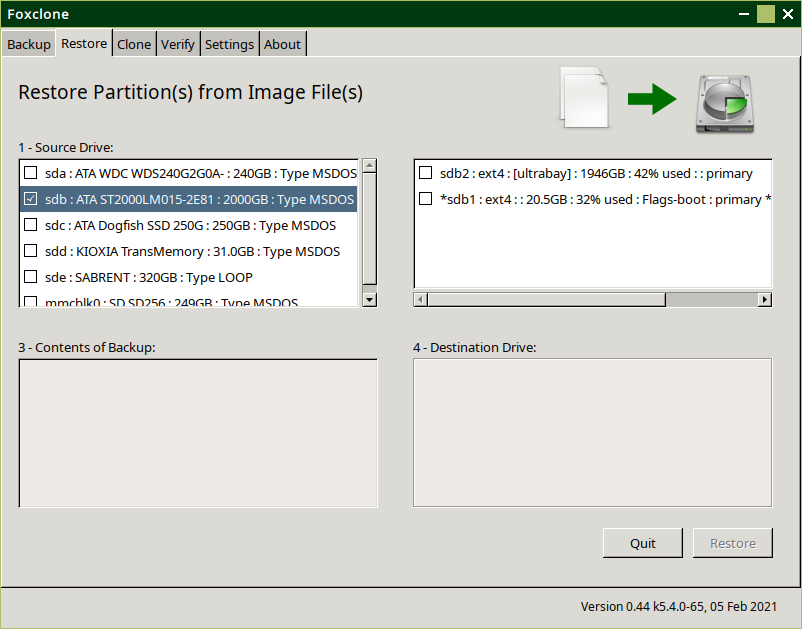 Foxclone
Backup Restore Clone Verify Settings About
Restore Partition(s) from Image File(s)
1 - Source Drive:
sda : ATA WDC WDS240G2G0A- : 240GB : Type MSDOS
sdb : ATA ST2000LM015-2E81 : 2000GB : Type MSDOS
sdc : ATA Dogfish SSD 250G : 250GB : Type MSDOS
sdd : KIOXIA TransMemory : 31.0GB : Type MSDOS
sde : SABRENT : 320GB : Type LOOP
mmcblk0 : SD SD256 : 249GB : Type MSDOS
sdb2 : ext4 : [ultrabay] : 1946GB : 42% used : : primary
*sdb1 : ext4 : : 20.5GB : 32% used : Flags-boot : primary *
3 - Contents of Backup:
4 - Destination Drive:
Quit
Restore
Version 0.44 k5.4.0-65, 05 Feb 2021